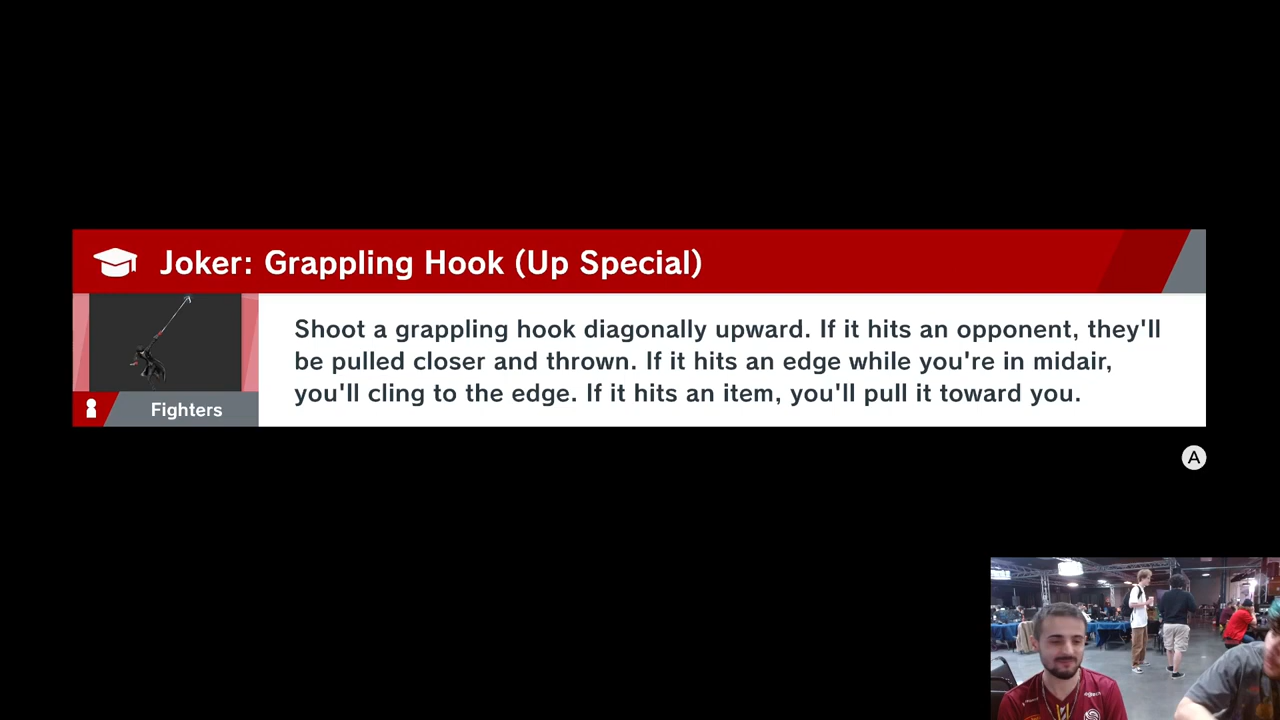 Joker: Grappling Hook (Up Special)
Shoot a grappling hook diagonally upward. If it hits an opponent, they'll
be pulled closer and thrown. If it hits an edge while you're in midair,
you'll cling to the edge. If it hits an item, you'll pull it toward you.
Fighters
A